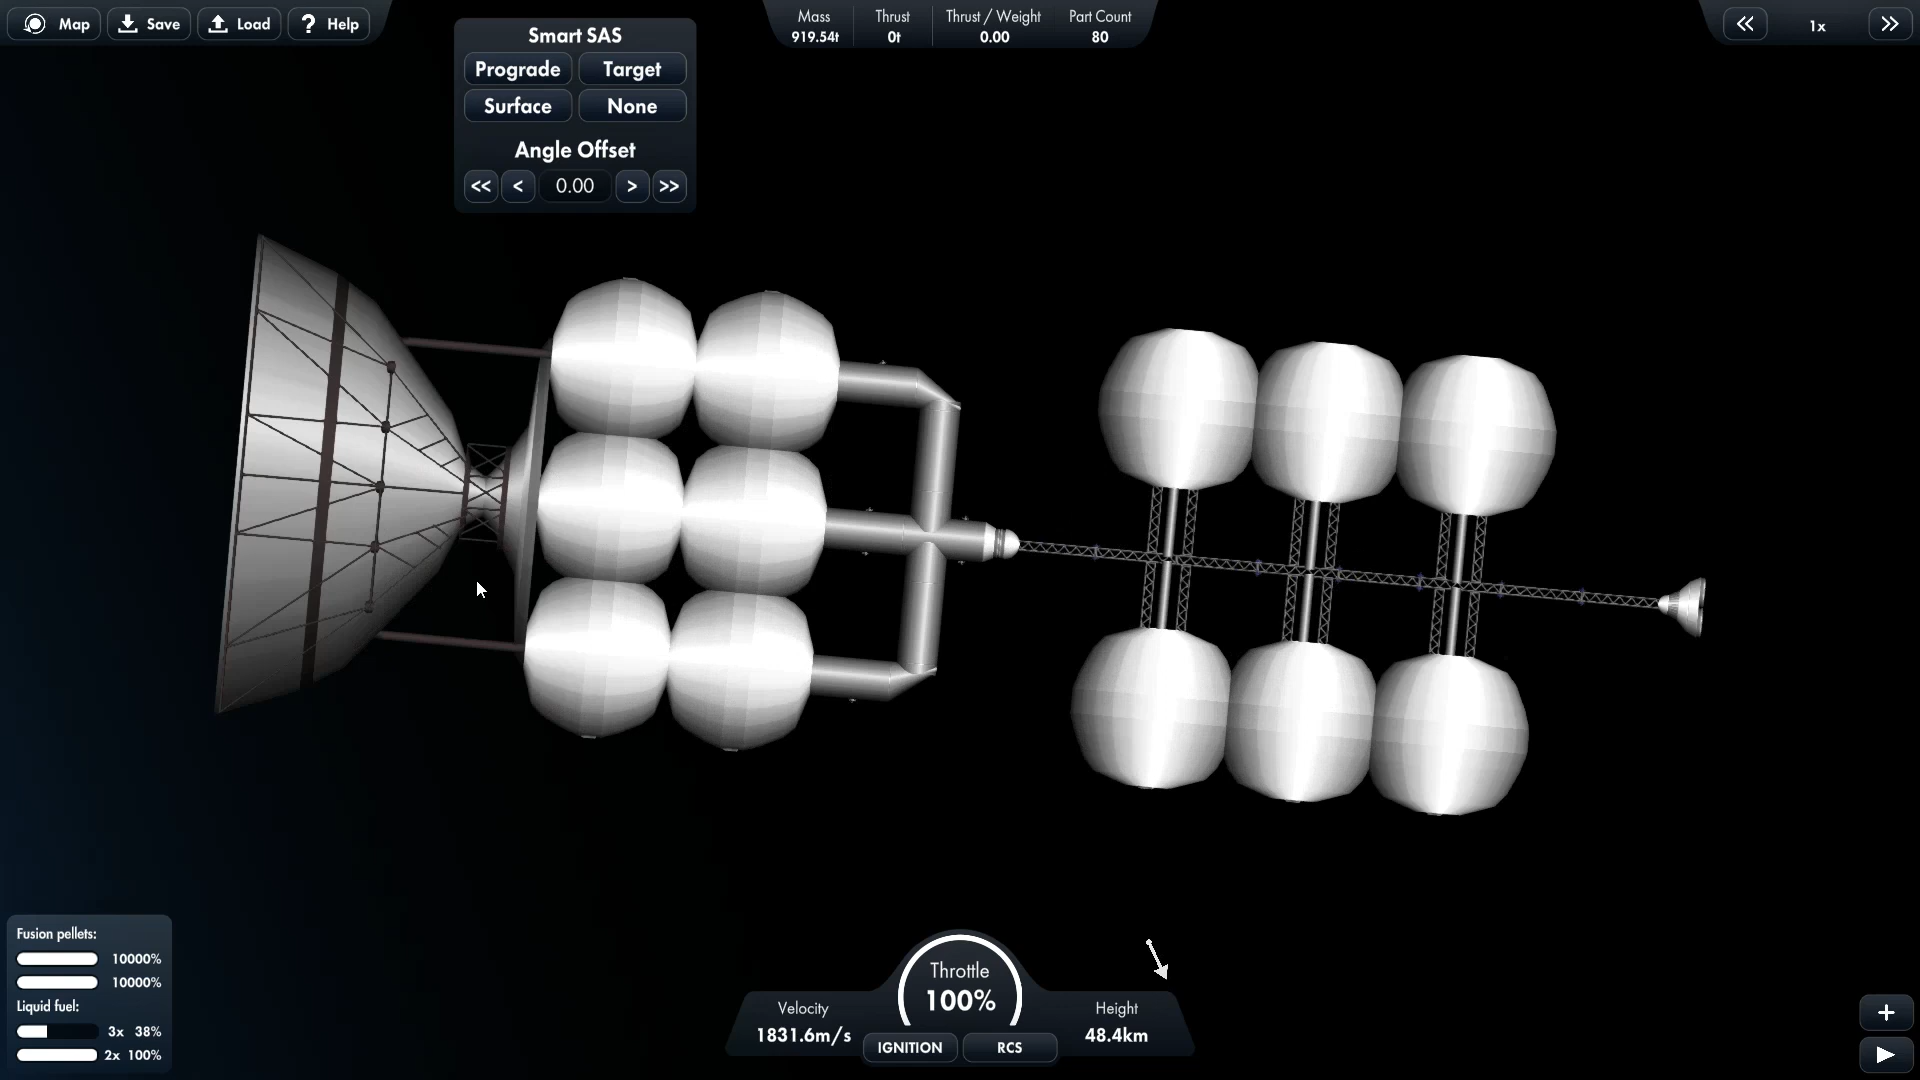 Map
Save
Load
? Help
Smart SAS
Prograde
Target
Surface
None
Angle Offset
<<
<
0.00
>
>>
Mass
919.54t
Thrust
0t
Thrust / Weight
0.00
Part Count
80
1x
Fusion pellets:
10000%
10000%
Liquid fuel:
3x 38%
2x 100%
Velocity
1831.6m/s
Throttle
100%
IGNITION
RCS
Height
48.4km